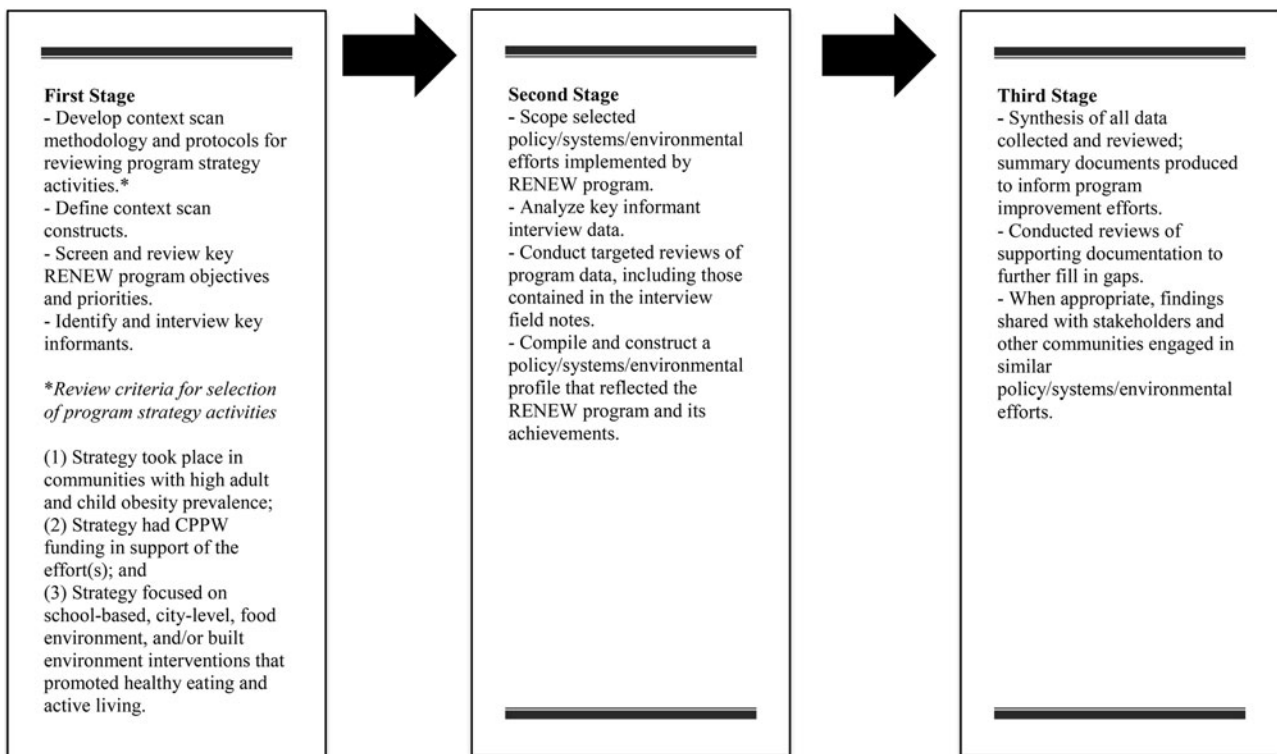 First Stage
- Develop context scan
methodology and protocols for
reviewing program strategy
activities.*
- Define context scan
constructs.
- Screen and review key
RENEW program objectives
and priorities.
- Identify and interview key
informants.
*Review criteria for selection
of program strategy activities
(1) Strategy took place in
communities with high adult
and child obesity prevalence;
(2) Strategy had CPPW
funding in support of the
effort(s); and
(3) Strategy focused on
school-based, city-level, food
environment, and/or built
environment interventions that
promoted healthy eating and
active living.
Second Stage
- Scope selected
policy/systems/environmental
efforts implemented by
RENEW program.
- Analyze key informant
interview data.
- Conduct targeted reviews of
program data, including those
contained in the interview
field notes.
- Compile and construct a
policy/systems/environmental
profile that reflected the
RENEW program and its
achievements.
Third Stage
- Synthesis of all data
collected and reviewed;
summary documents produced
to inform program
improvement efforts.
- Conducted reviews of
supporting documentation to
further fill in gaps.
- When appropriate, findings
shared with stakeholders and
other communities engaged in
similar
policy/systems/environmental
efforts.